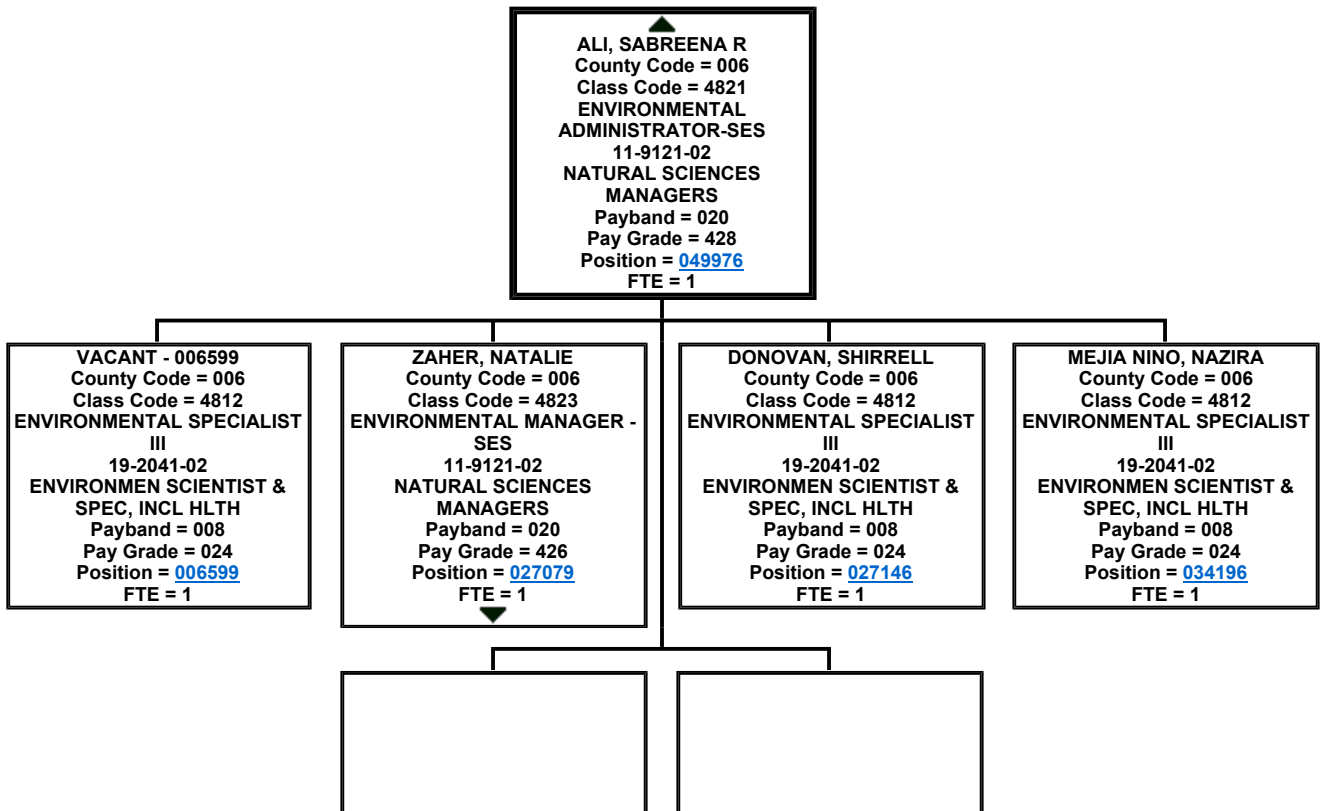 ALI, SABREENA R
County Code = 006
Class Code = 4821
ENVIRONMENTAL
ADMINISTRATOR-SES
11-9121-02
NATURAL SCIENCES
MANAGERS
Payband = 020
Pay Grade = 428
Position = 049976
FTE = 1
VACANT - 006599
County Code = 006
Class Code = 4812
ENVIRONMENTAL SPECIALIST
III
19-2041-02
ENVIRONMEN SCIENTIST &
SPEC, INCL HLTH
Payband = 008
Pay Grade = 024
Position = 006599
FTE = 1
ZAHER, NATALIE
County Code = 006
Class Code = 4823
ENVIRONMENTAL MANAGER -
SES
11-9121-02
NATURAL SCIENCES
MANAGERS
Payband = 020
Pay Grade = 426
Position = 027079
FTE = 1
DONOVAN, SHIRRELL
County Code = 006
Class Code = 4812
ENVIRONMENTAL SPECIALIST
III
19-2041-02
ENVIRONMEN SCIENTIST &
SPEC, INCL HLTH
Payband = 008
Pay Grade = 024
Position = 027146
FTE = 1
MEJIA NINO, NAZIRA
County Code = 006
Class Code = 4812
ENVIRONMENTAL SPECIALIST
III
19-2041-02
ENVIRONMEN SCIENTIST &
SPEC, INCL HLTH
Payband = 008
Pay Grade = 024
Position = 034196
FTE = 1